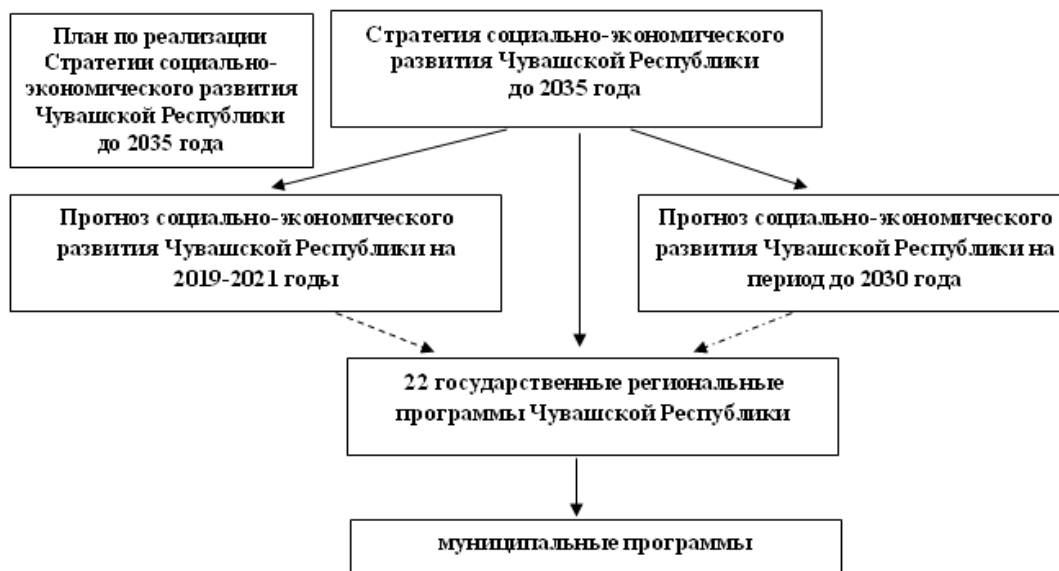 План по реализации
Стратегии социально-
экономического развития
Чувашской Республики
до 2035 года
Стратегия социально-экономического
развития Чувашской Республики
до 2035 года
Прогноз социально-экономического
развития Чувашской Республики на
2019-2021 годы
Прогноз социально-экономического
развития Чувашской Республики на
период до 2030 года
22 государственные региональные
программы Чувашской Республики
муниципальные программы